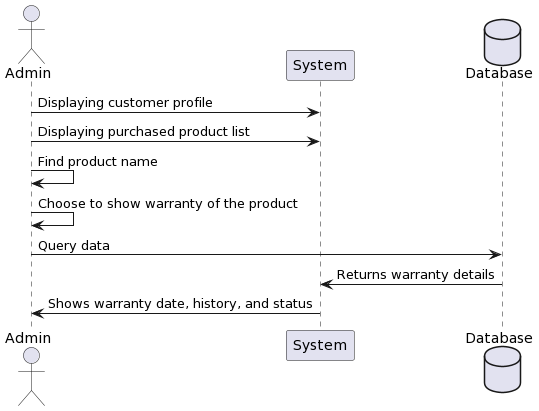 Admin
System
Database
Displaying customer profile
Displaying purchased product list
Find product name
Choose to show warranty of the product
Query data
Returns warranty details
Shows warranty date, history, and status
Admin
System
Database